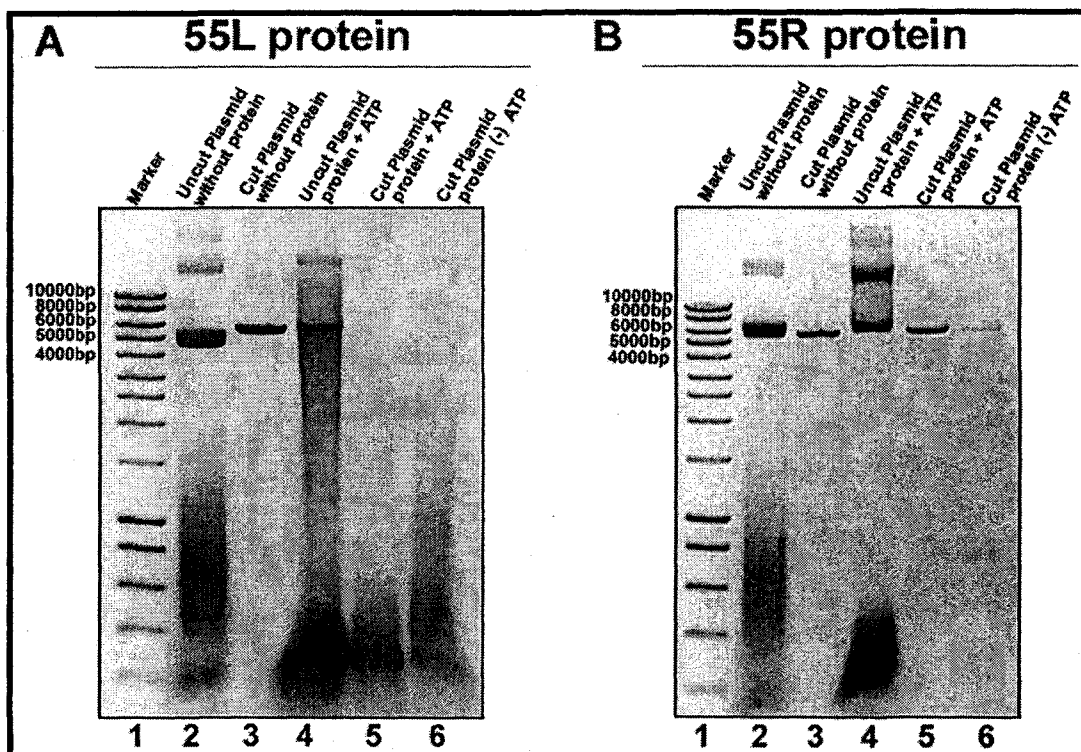 A
55L protein
Marker
Uncut Plasmid
without protein
Cut Plasmid
without protein
Uncut Plasmid
protein + ATP
Cut Plasmid
protein + ATP
Cut Plasmid
protein (-) ATP
10000bp
8000bp
6000bp
5000bp
4000bp
1 2 3 4 5 6
B
55R protein
Marker
Uncut Plasmid
without protein
Cut Plasmid
without protein
Uncut Plasmid
protein + ATP
Cut Plasmid
protein + ATP
Cut Plasmid
protein (-) ATP
10000bp
8000bp
6000bp
5000bp
4000bp
1 2 3 4 5 6